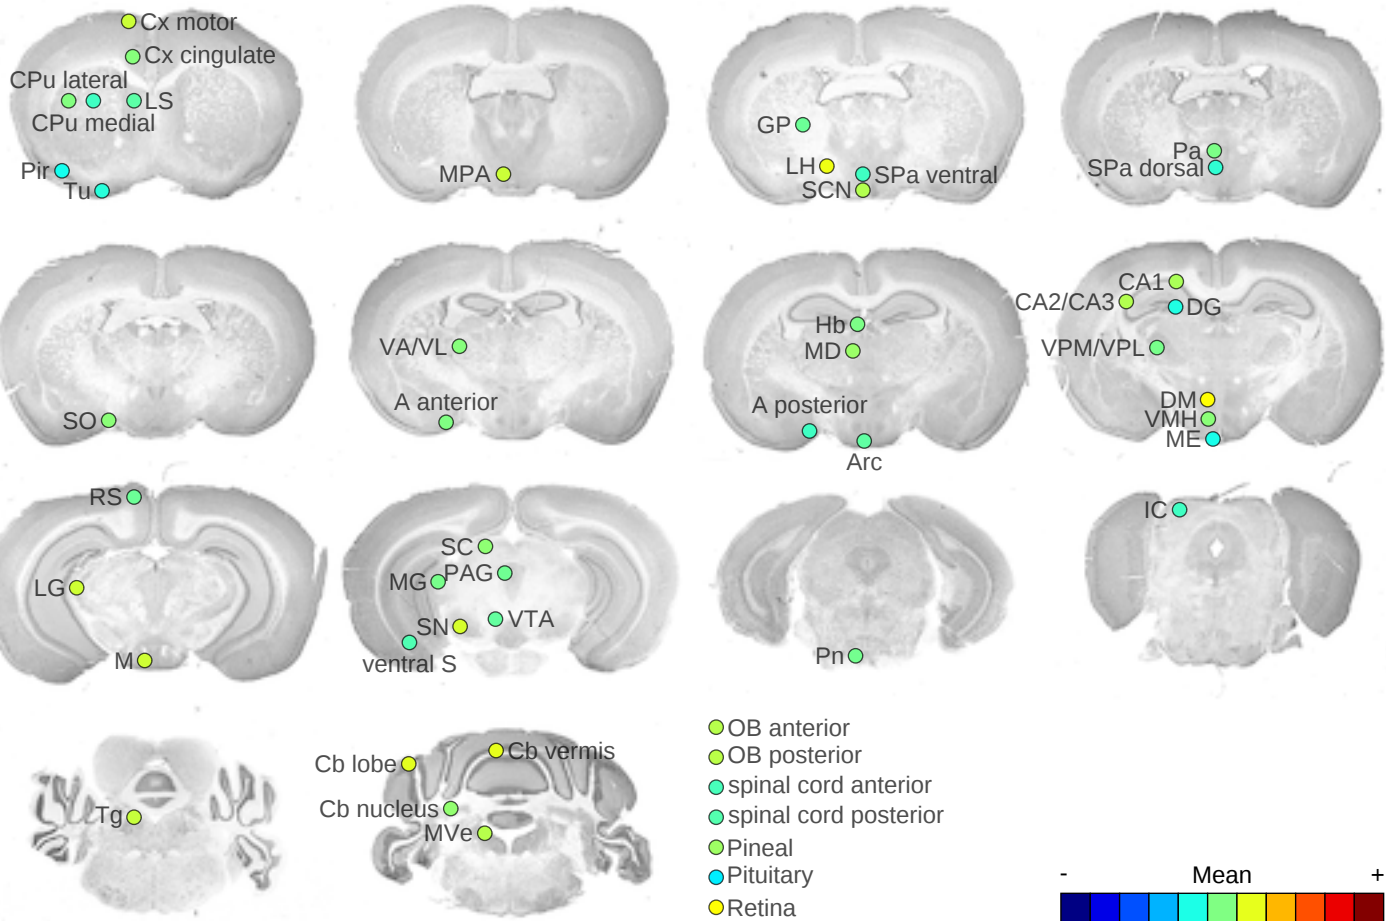 Cx motor
Cx cingulate
CPu lateral
LS
CPu medial
Pir
Tu
MPA
GP
LH
SPa ventral
SCN
Pa
SPa dorsal
SO
VA/VL
A anterior
Hb
MD
A posterior
Arc
CA1
CA2/CA3
DG
VPM/VPL
DM
VMH
ME
RS
LG
M
SC
PAG
MG
SN
VTA
ventral S
Pn
IC
Tg
Cb lobe
Cb vermis
Cb nucleus
MVe
OB anterior
OB posterior
spinal cord anterior
spinal cord posterior
Pineal
Pituitary
Retina
- Mean +